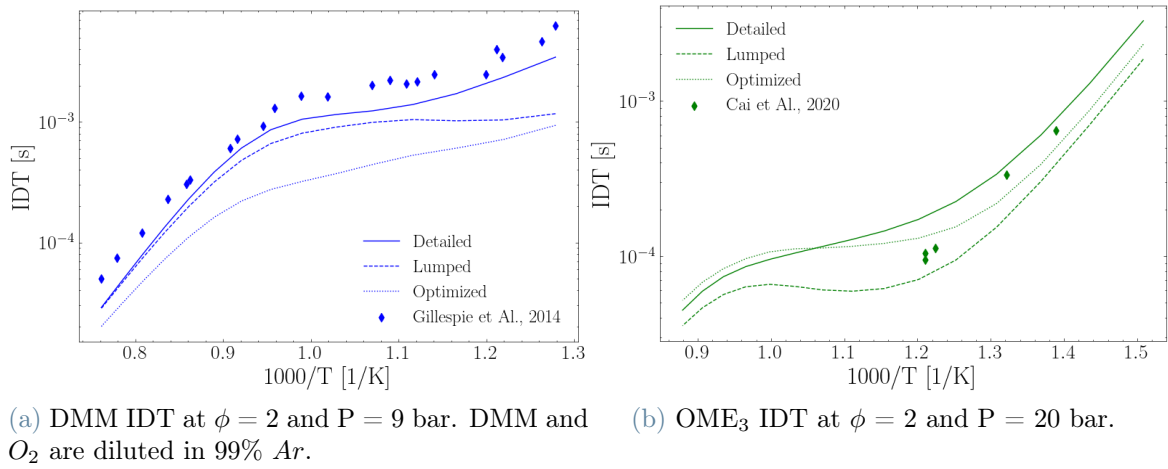 10⁻³
10⁻⁴
IDT [s]
0.8 0.9 1.0 1.1 1.2 1.3
1000/T [1/K]
Detailed
Lumped
Optimized
Gillespie et Al., 2014
(a) DMM IDT at ϕ = 2 and P = 9 bar. DMM and
O₂ are diluted in 99% Ar.
Detailed
Lumped
Optimized
Cai et Al., 2020
10⁻³
10⁻⁴
IDT [s]
0.9 1.0 1.1 1.2 1.3 1.4 1.5
1000/T [1/K]
(b) OME₃ IDT at ϕ = 2 and P = 20 bar.